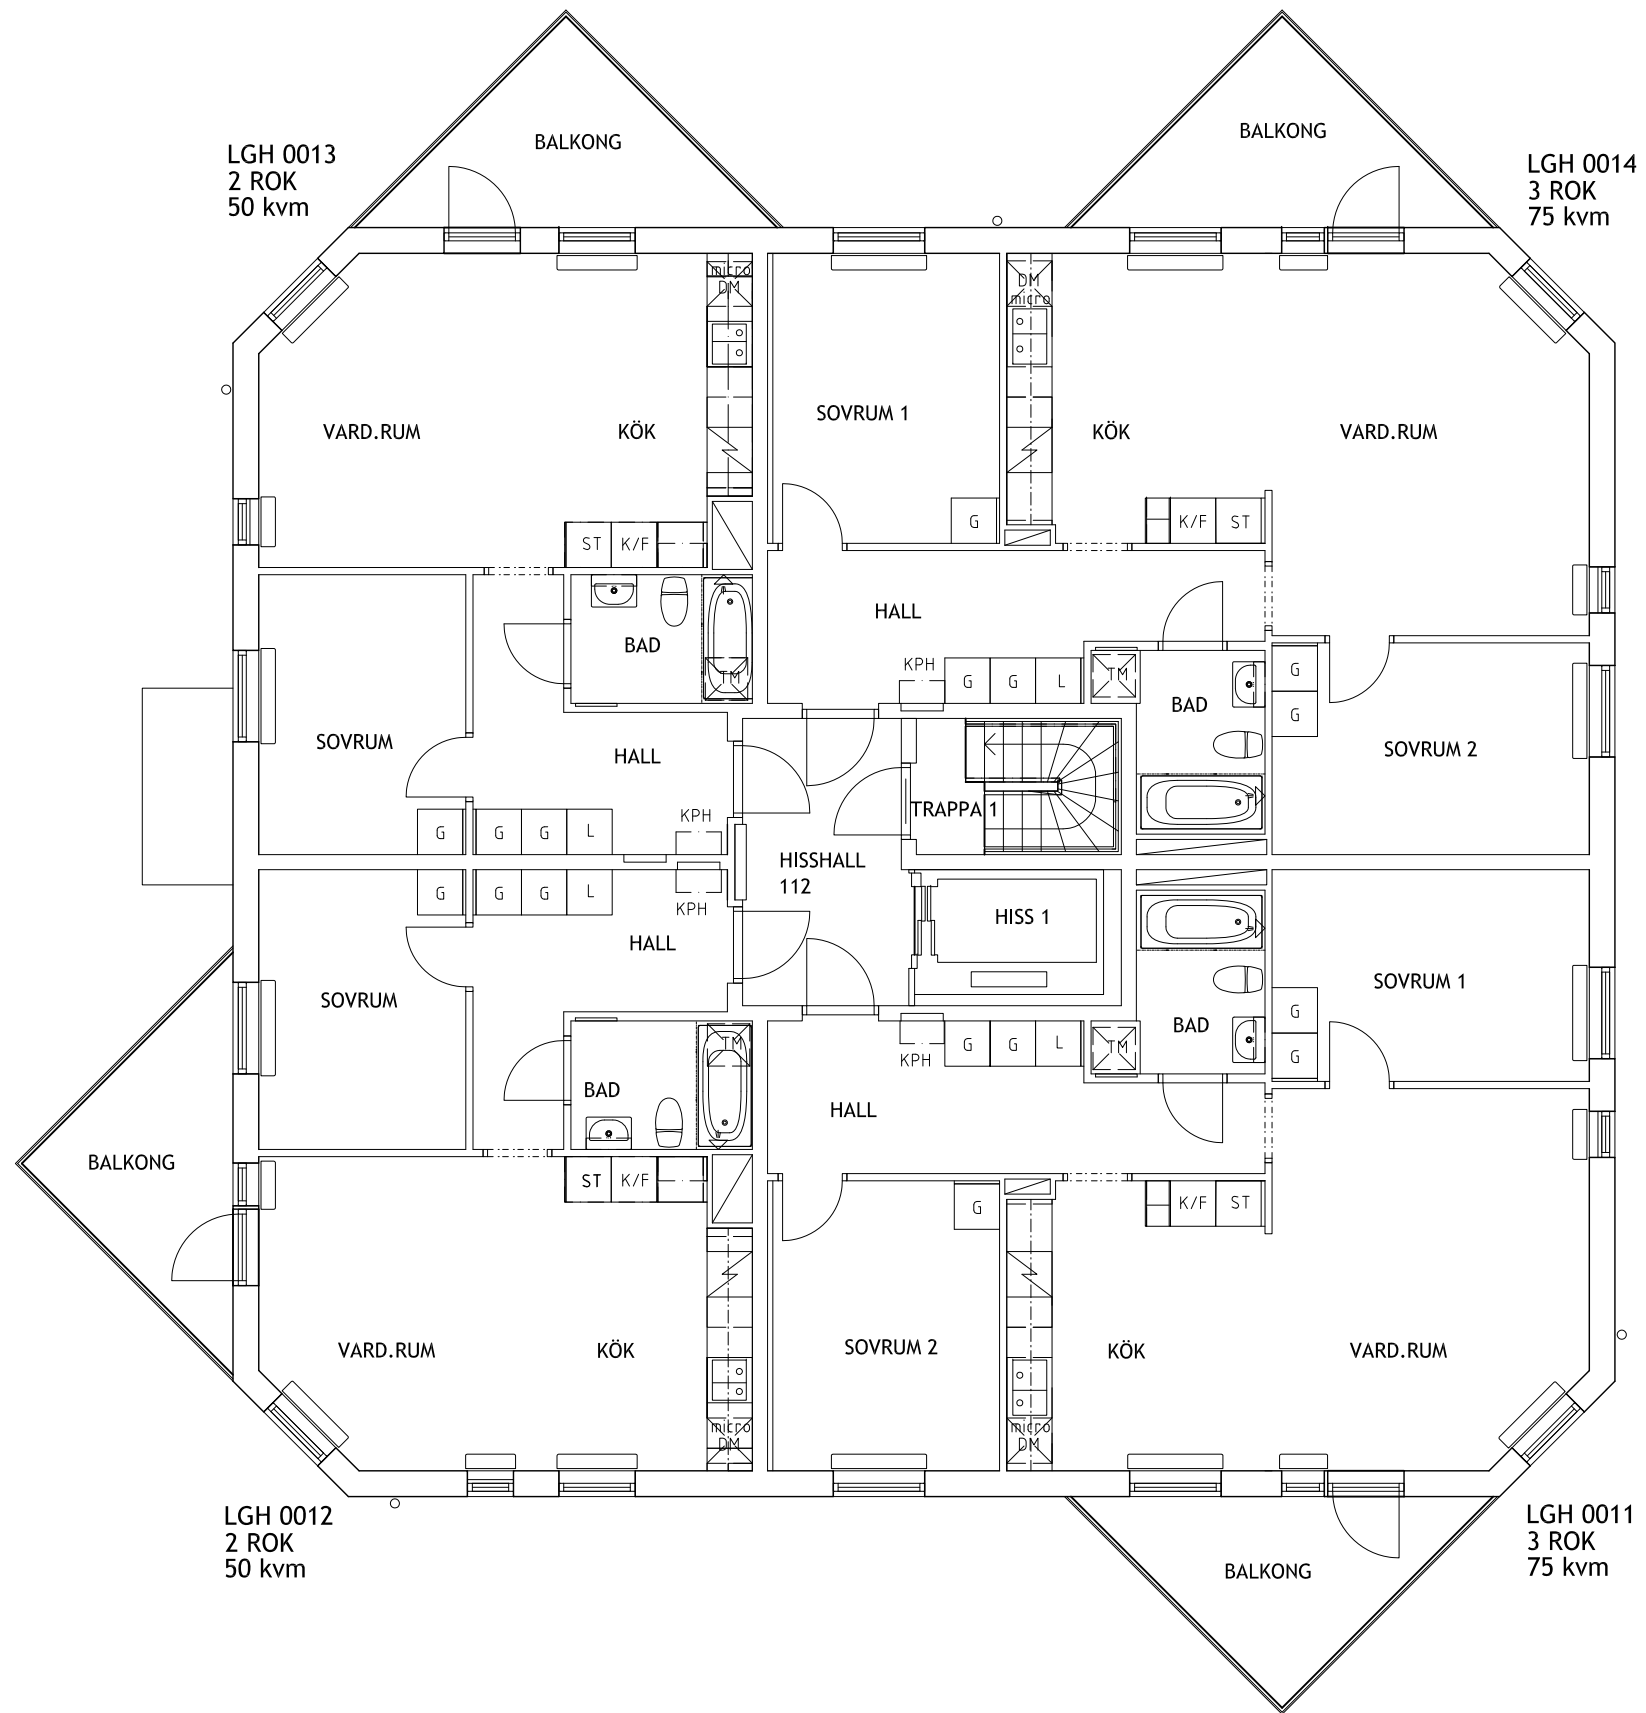 BALKONG
BALKONG
LGH 0013
2 ROK
50 kvm
LGH 0014
3 ROK
75 kvm
micro
DM
DM
micro
SOVRUM 1
VARD.RUM
KÖK
KÖK
VARD.RUM
ST
K/F
G
K/F
ST
HALL
BAD
TM
KPH
G
G
L
TM
BAD
G
G
SOVRUM
HALL
SOVRUM 2
KPH
TRAPPA 1
G
G
G
L
HISSHALL
112
G
G
G
L
KPH
HISS 1
HALL
SOVRUM
SOVRUM 1
BAD
G
G
TM
KPH
G
G
L
TM
BAD
HALL
BALKONG
ST
K/F
G
K/F
ST
VARD.RUM
KÖK
SOVRUM 2
KÖK
VARD.RUM
micro
DM
micro
DM
LGH 0012
2 ROK
50 kvm
LGH 0011
3 ROK
75 kvm
BALKONG